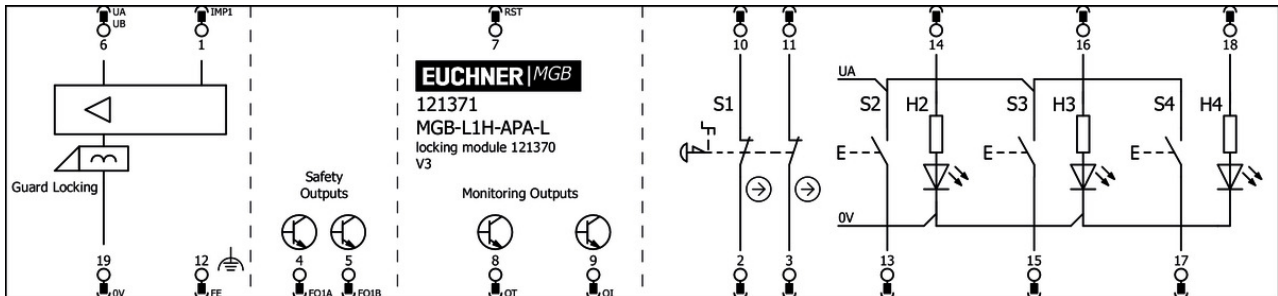 UA
UB
6
IMP1
1
RST
7
10
11
14
16
18
EUCHNER MGB
121371
MGB-L1H-APA-L
locking module 121370
V3
Guard Locking
Safety
Outputs
Monitoring Outputs
S1
UA
S2
H2
S3
H3
S4
H4
E
E
E
0V
19
0V
12
FE
4
FO1A
5
FO1B
8
OT
9
OI
2
3
13
15
17